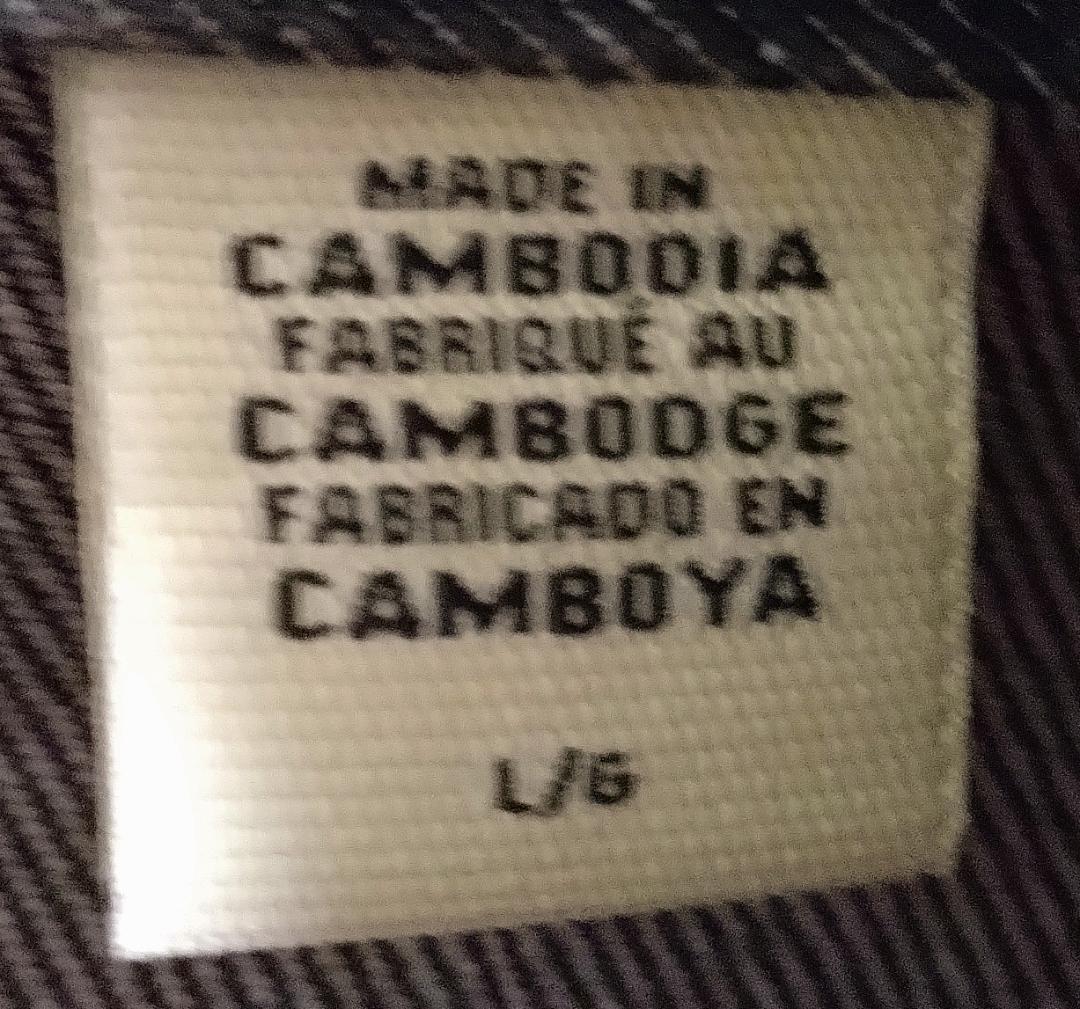 MADE IN
CAMBODIA
FABRIQUÉ AU
CAMBODGE
FABRICADO EN
CAMBOYA
L/G